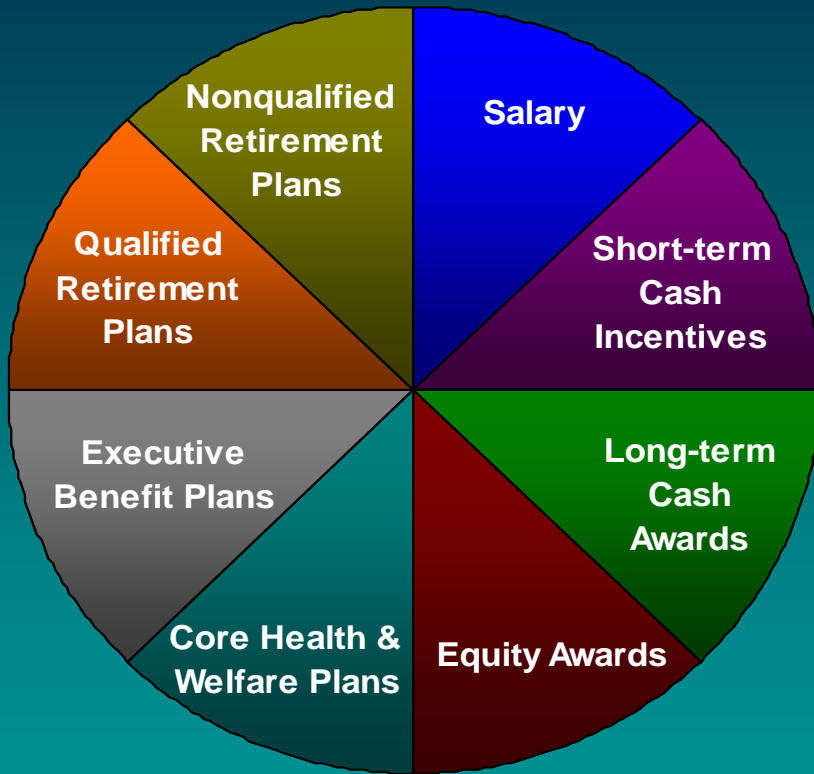 Nonqualified
Retirement
Plans
Salary
Qualified
Retirement
Plans
Short-term
Cash
Incentives
Executive
Benefit Plans
Long-term
Cash
Awards
Core Health &
Welfare Plans
Equity Awards